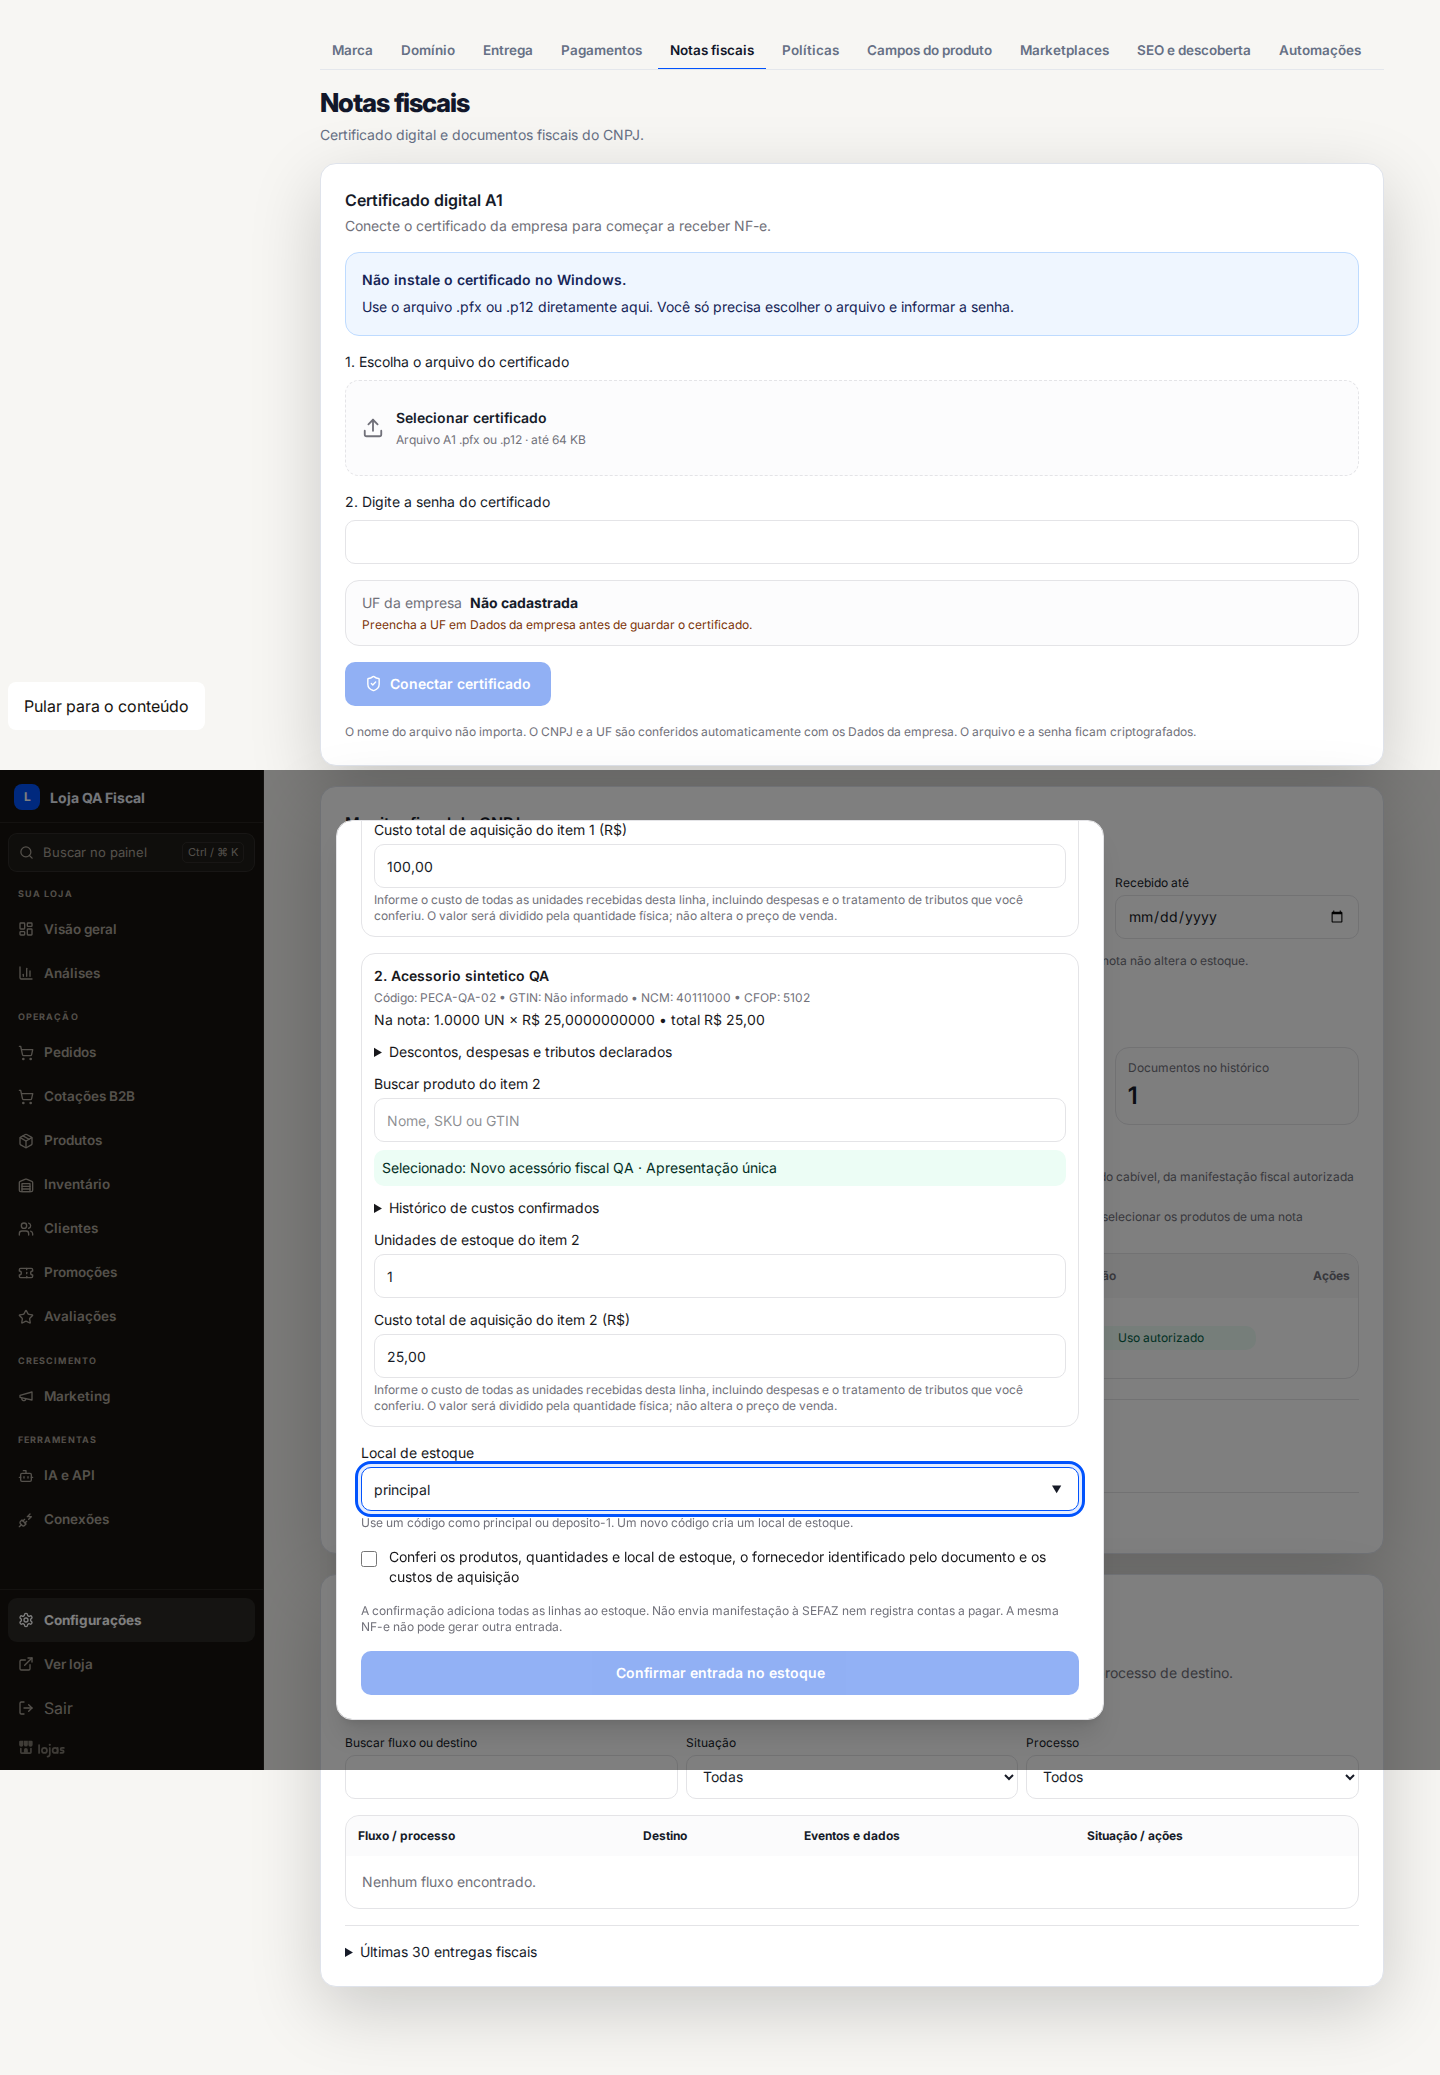 Marca
Domínio
Entrega
Pagamentos
Notas fiscais
Políticas
Campos do produto
Marketplaces
SEO e descoberta
Automações
Notas fiscais
Certificado digital e documentos fiscais do CNPJ.
Certificado digital A1
Conecte o certificado da empresa para começar a receber NF-e.
Não instale o certificado no Windows.
Use o arquivo .pfx ou .p12 diretamente aqui. Você só precisa escolher o arquivo e informar a senha.
1. Escolha o arquivo do certificado
Selecionar certificado
Arquivo A1 .pfx ou .p12 · até 64 KB
2. Digite a senha do certificado
UF da empresa Não cadastrada
Preencha a UF em Dados da empresa antes de guardar o certificado.
Conectar certificado
Pular para o conteúdo
O nome do arquivo não importa. O CNPJ e a UF são conferidos automaticamente com os Dados da empresa. O arquivo e a senha ficam criptografados.
L
Loja QA Fiscal
Buscar no painel
Ctrl / ⌘ K
SUA LOJA
Visão geral
Análises
OPERAÇÃO
Pedidos
Cotações B2B
Produtos
Inventário
Clientes
Promoções
Avaliações
CRESCIMENTO
Marketing
FERRAMENTAS
IA e API
Conexões
Configurações
Ver loja
Sair
lojas
Custo total de aquisição do item 1 (R$)
100,00
Informe o custo de todas as unidades recebidas desta linha, incluindo despesas e o tratamento de tributos que você
conferiu. O valor será dividido pela quantidade física; não altera o preço de venda.
2. Acessorio sintetico QA
Código: PECA-QA-02 • GTIN: Não informado • NCM: 40111000 • CFOP: 5102
Na nota: 1.0000 UN × R$ 25,0000000000 • total R$ 25,00
Descontos, despesas e tributos declarados
Buscar produto do item 2
Nome, SKU ou GTIN
Selecionado: Novo acessório fiscal QA · Apresentação única
Histórico de custos confirmados
Unidades de estoque do item 2
1
Custo total de aquisição do item 2 (R$)
25,00
Informe o custo de todas as unidades recebidas desta linha, incluindo despesas e o tratamento de tributos que você
conferiu. O valor será dividido pela quantidade física; não altera o preço de venda.
Local de estoque
principal
Use um código como principal ou deposito-1. Um novo código cria um local de estoque.
Conferi os produtos, quantidades e local de estoque, o fornecedor identificado pelo documento e os
custos de aquisição
A confirmação adiciona todas as linhas ao estoque. Não envia manifestação à SEFAZ nem registra contas a pagar. A mesma
NF-e não pode gerar outra entrada.
Confirmar entrada no estoque
Recebido até
mm/dd/yyyy
nota não altera o estoque.
Documentos no histórico
1
do cabível, da manifestação fiscal autorizada
selecionar os produtos de uma nota
ão
Ações
Uso autorizado
rocesso de destino.
Buscar fluxo ou destino
Situação
Processo
Todas
Todos
Fluxo / processo
Destino
Eventos e dados
Situação / ações
Nenhum fluxo encontrado.
Últimas 30 entregas fiscais